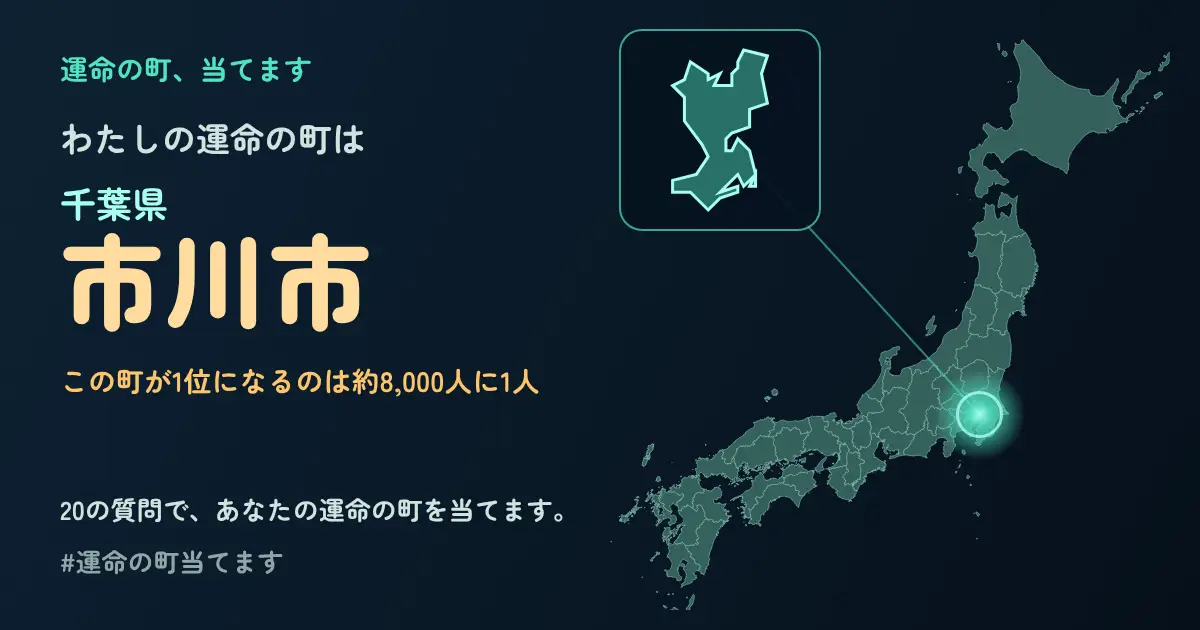 運命の町、当てます
わたしの運命の町は
千葉県
市川市
この町が1位になるのは約8,000人に1人
20の質問で、あなたの運命の町を当てます。
#運命の町当てます